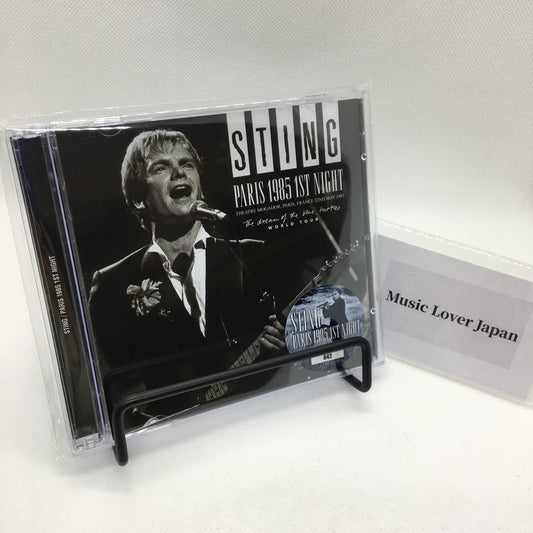 STING
PARIS 1985 1ST NIGHT
THEATRE MOGADOR, PARIS, FRANCE 22ND MAY 1985
the dream of the blue turtles
WORLD TOUR
STING / PARIS 1985 1ST NIGHT
STING
PARIS 1985 1ST NIGHT
042
Music Lover Japan